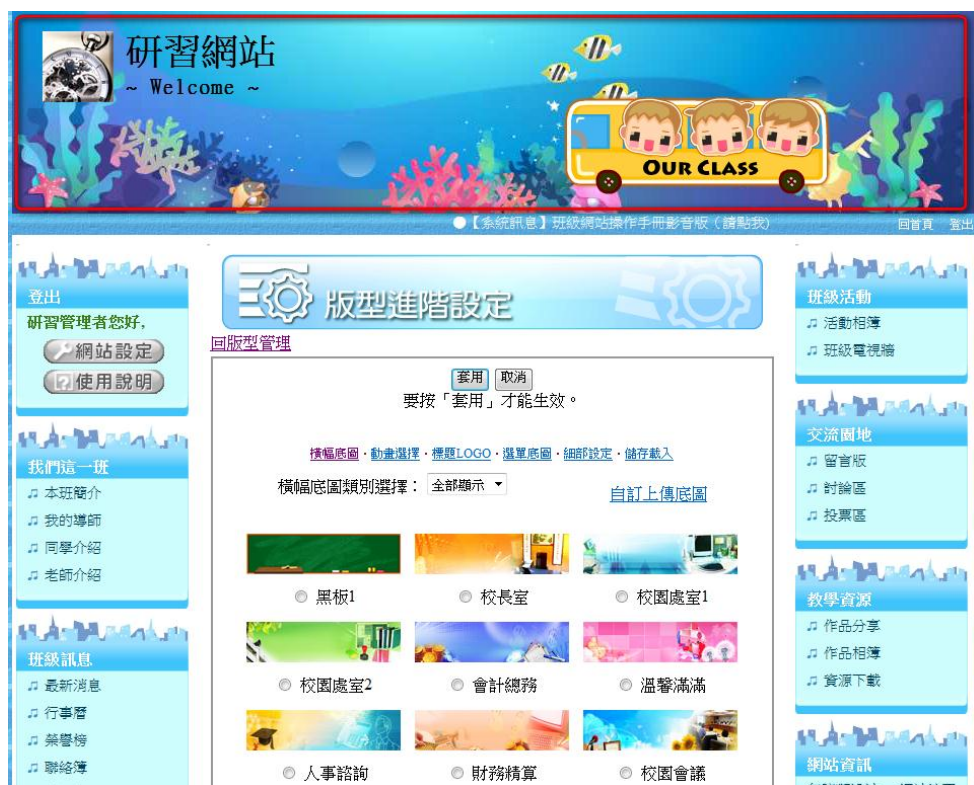 研習網站
~ Welcome ~
OUR CLASS
●【系統訊息】班級網站操作手冊影音版（請點我）
回首頁 登出
登出
研習管理者您好,
網站設定
使用說明
我們這一班
本班簡介
我的導師
同學介紹
老師介紹
班級訊息
最新消息
行事曆
榮譽榜
聯絡簿
版型進階設定
回版型管理
套用 取消
要按「套用」才能生效。
橫幅底圖‧動畫選擇‧標題LOGO‧選單底圖‧細部設定‧儲存載入
橫幅底圖類別選擇： 全部顯示
自訂上傳底圖
黑板1 校長室 校園處室1
校園處室2 會計總務 溫馨滿滿
人事諮詢 財務精算 校園會議
班級活動
活動相簿
班級電視牆
交流園地
留言版
討論區
投票區
教學資源
作品分享
作品相簿
資源下載
網站資訊